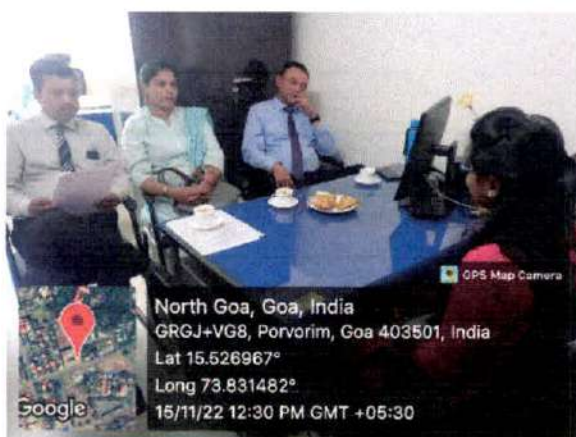 GPS Map Camera
North Goa, Goa, India
GRGJ+VG8, Porvorim, Goa 403501, India
Lat 15.526967°
Long 73.831482°
15/11/22 12:30 PM GMT +05:30
Google